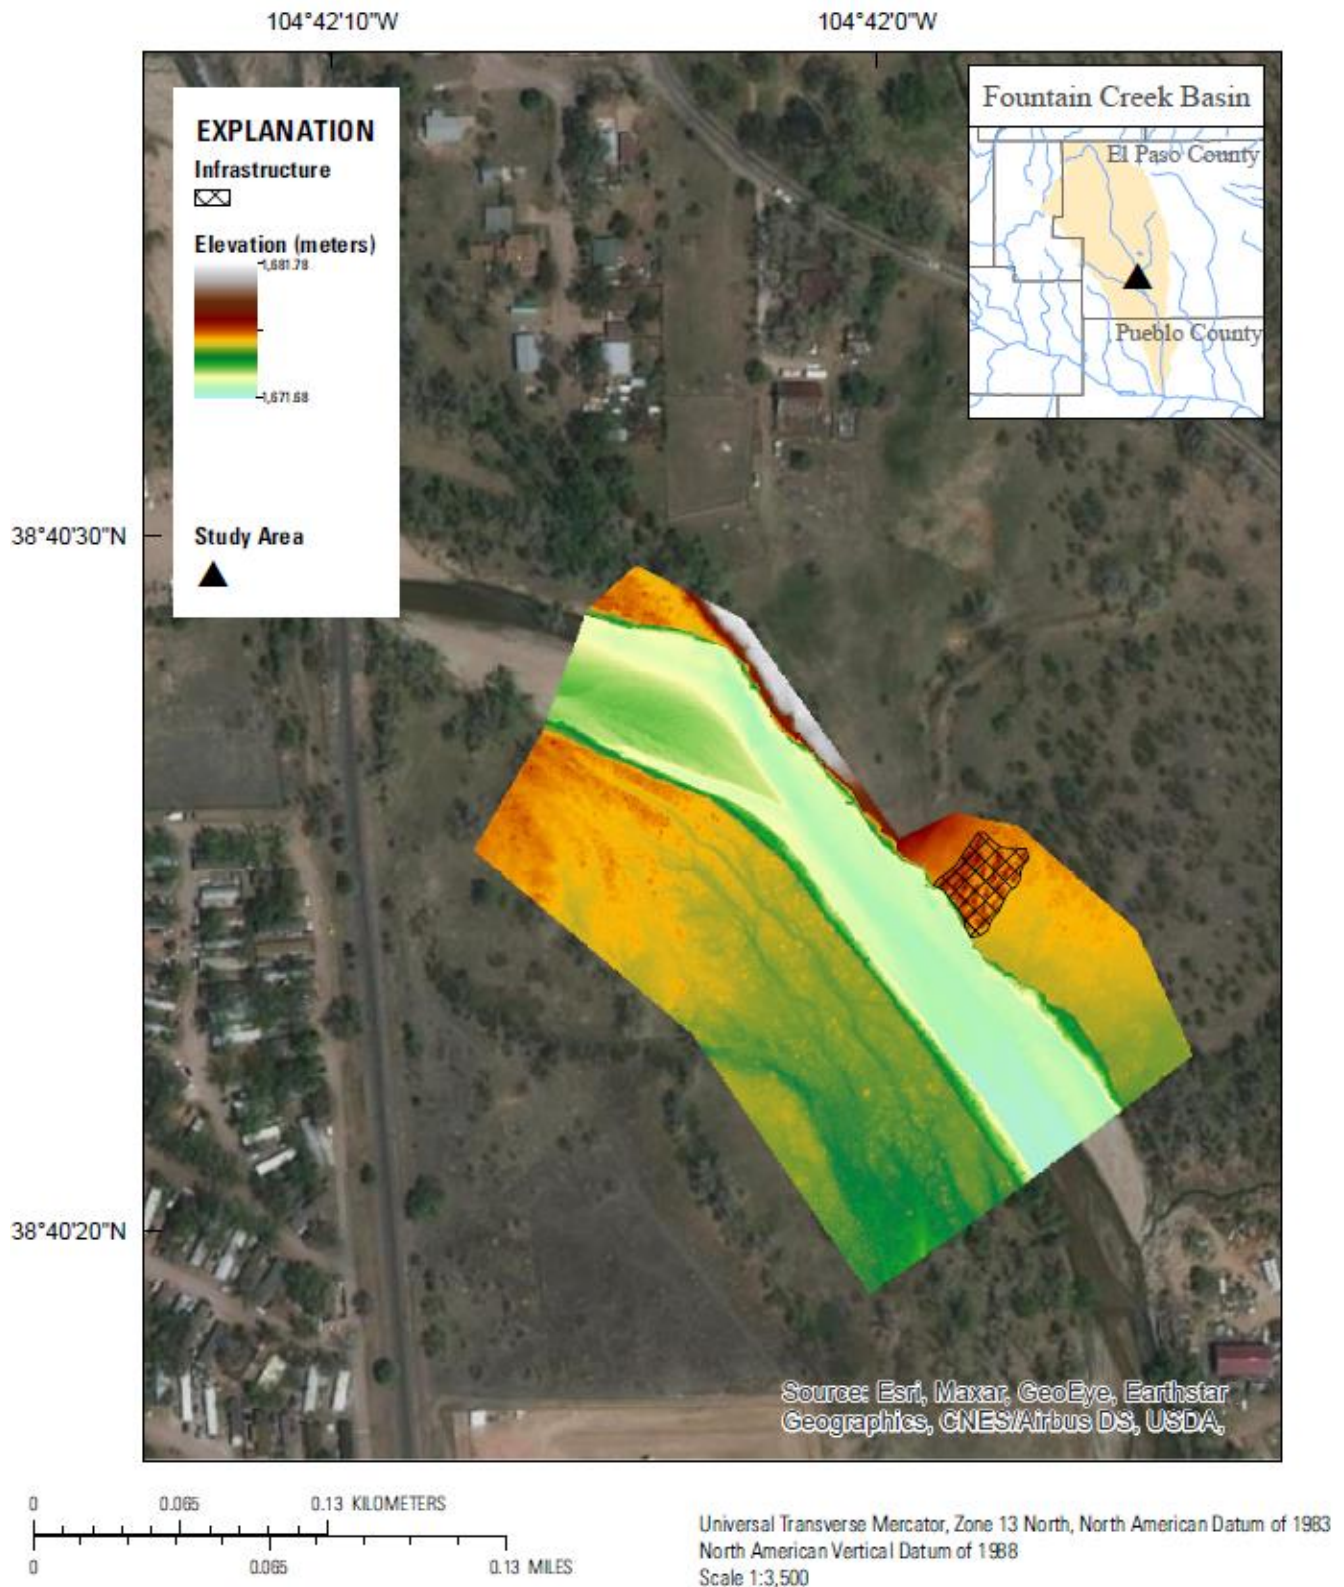 104°42'10"W
104°42'0"W
EXPLANATION
Infrastructure
Elevation (meters)
1,681.78
1,671.68
Study Area
Fountain Creek Basin
El Paso County
Pueblo County
38°40'30"N
38°40'20"N
Source: Esri, Maxar, GeoEye, Earthstar
Geographics, CNES/Airbus DS, USDA,
0 0.065 0.13 KILOMETERS
0 0.065 0.13 MILES
Universal Transverse Mercator, Zone 13 North, North American Datum of 1983
North American Vertical Datum of 1988
Scale 1:3,500